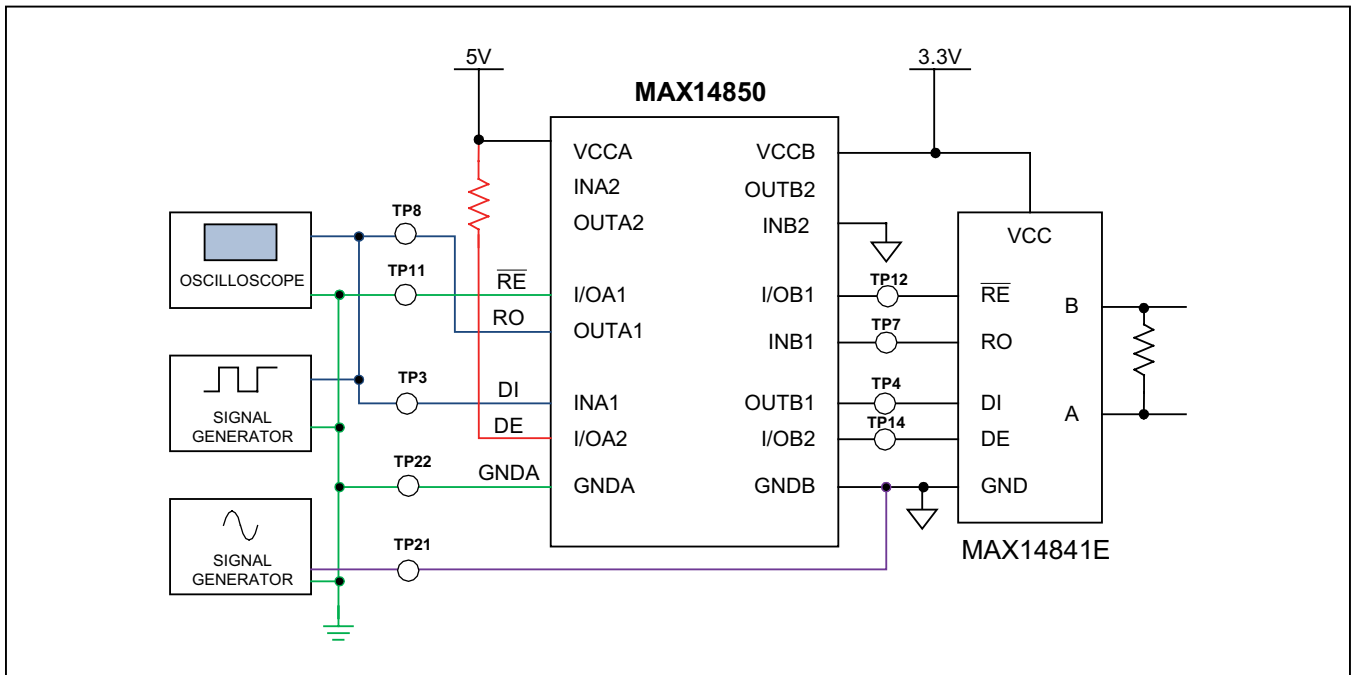 5V
3.3V
MAX14850
VCCA
VCCB
INA2
OUTB2
OUTA2
INB2
VCC
TP8
OSCILLOSCOPE
TP11
RE
I/OA1
I/OB1
TP12
RE
B
RO
OUTA1
INB1
TP7
RO
SIGNAL
GENERATOR
TP3
DI
INA1
OUTB1
TP4
DI
A
DE
I/OA2
I/OB2
TP14
DE
TP22
GNDA
GNDA
GNDB
GND
SIGNAL
GENERATOR
TP21
MAX14841E